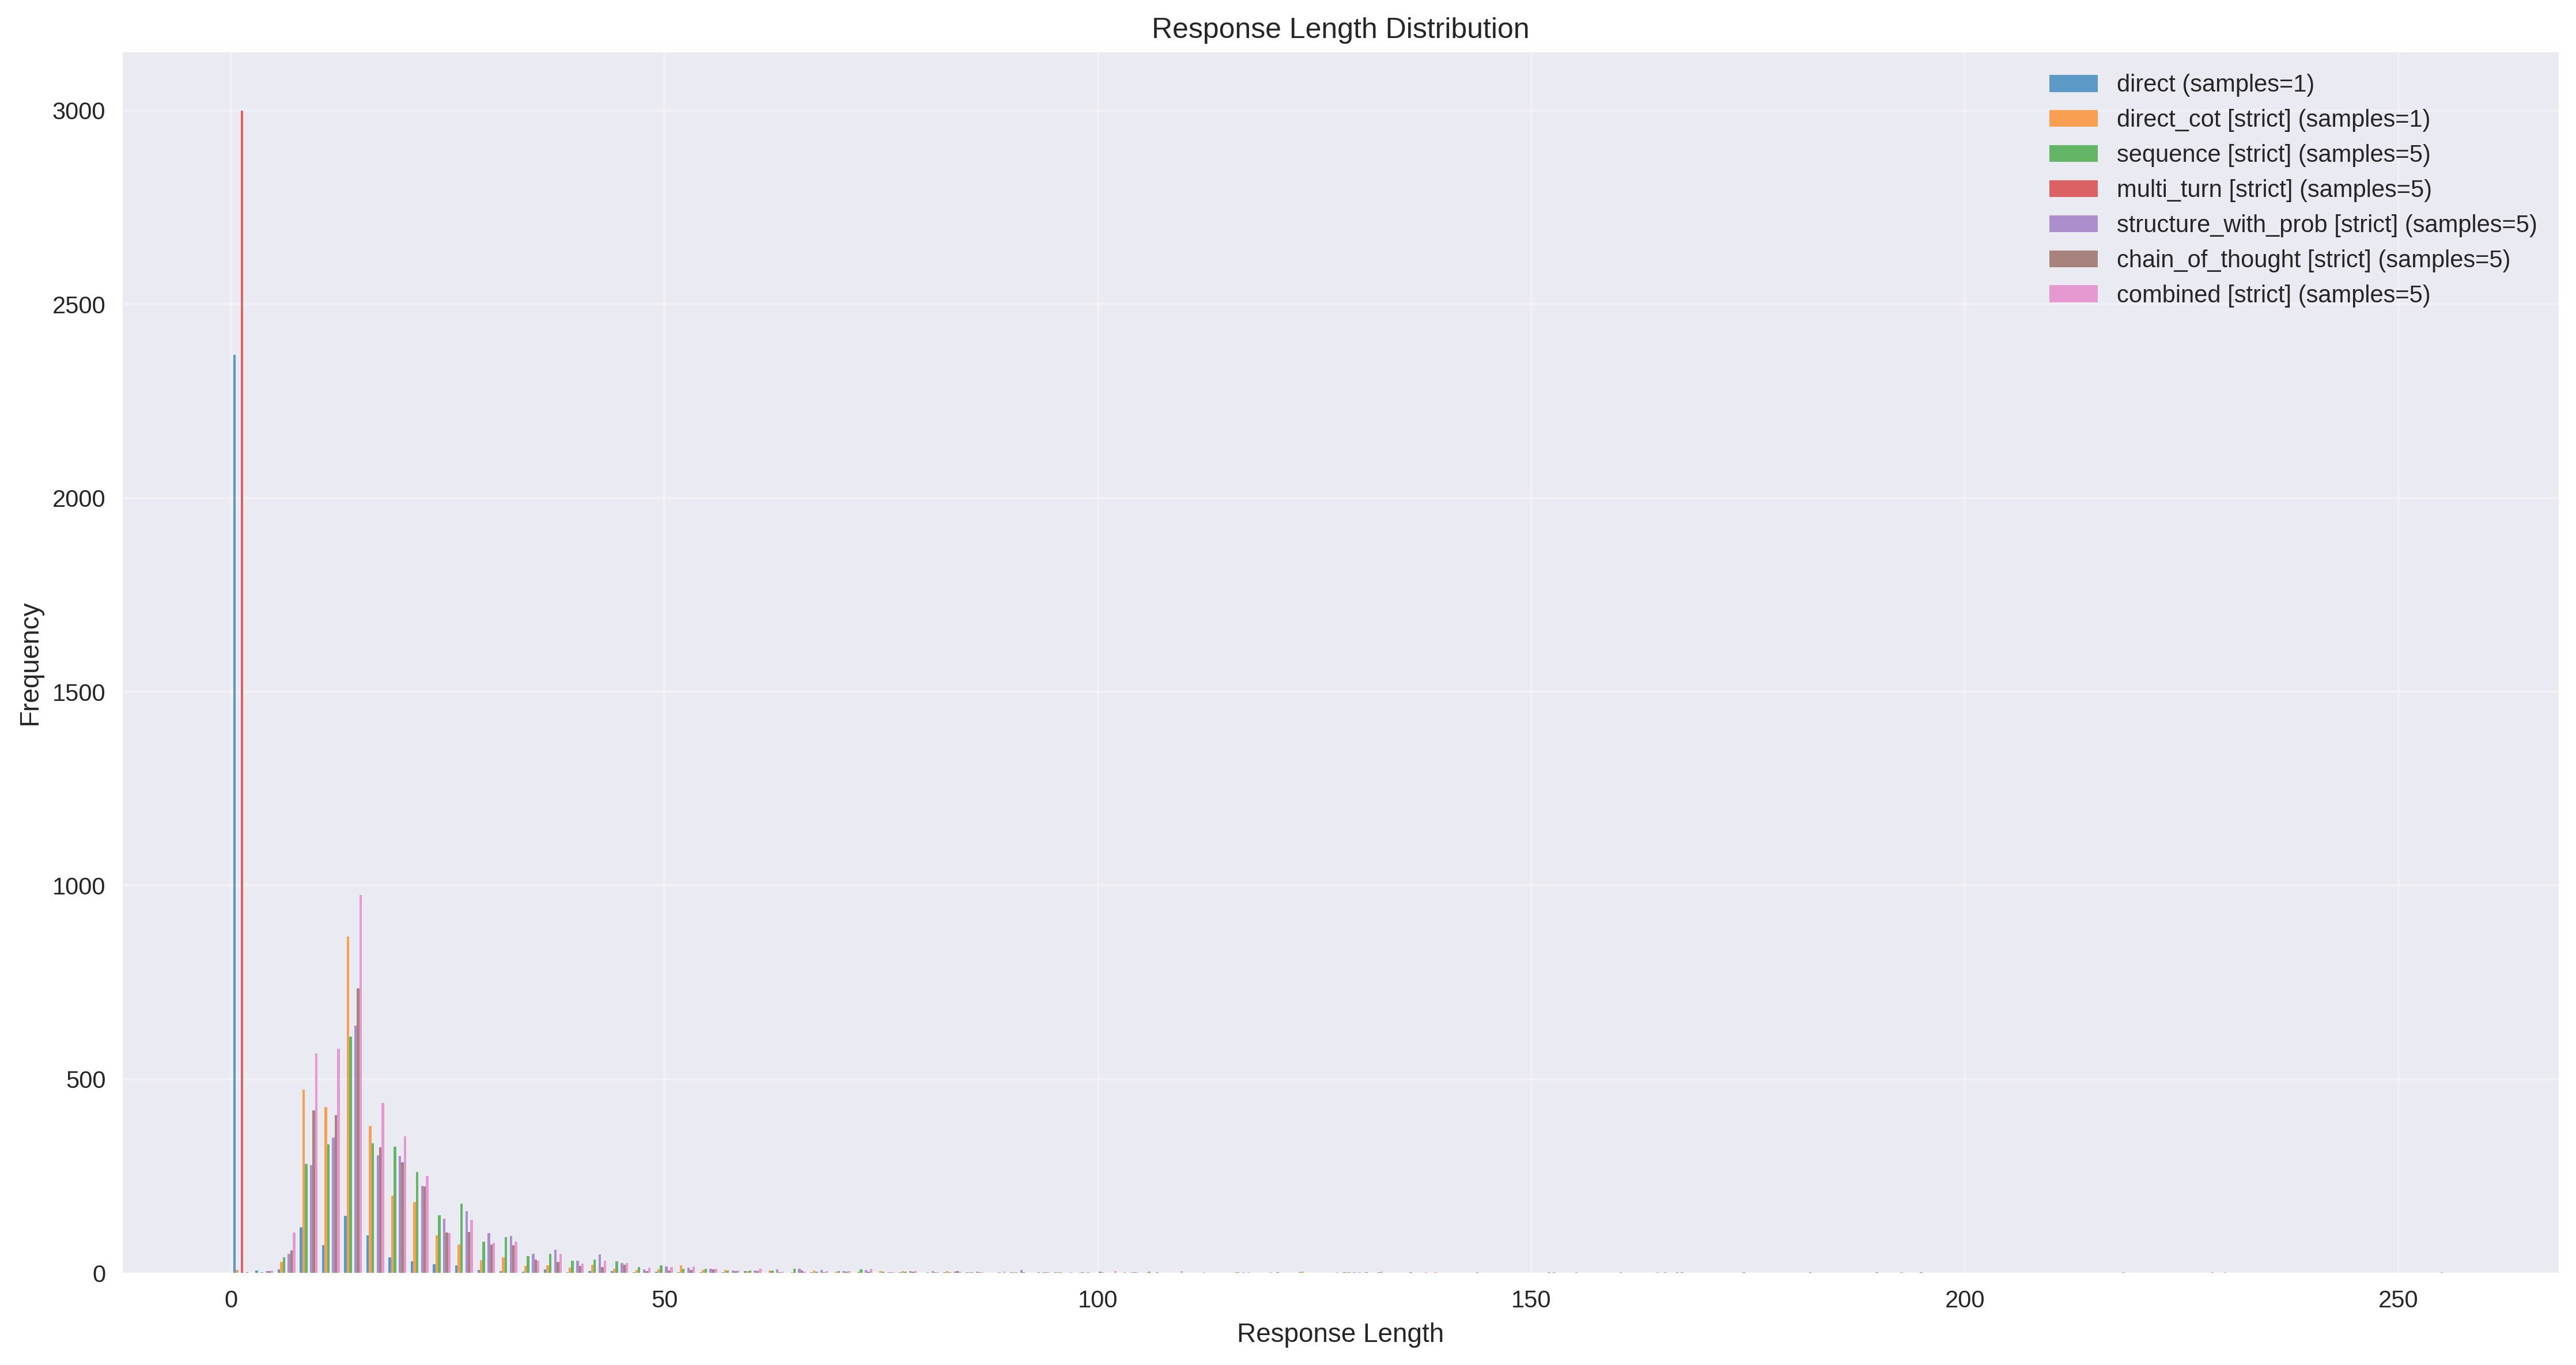 Response Length Distribution
direct (samples=1)
direct_cot [strict] (samples=1)
sequence [strict] (samples=5)
multi_turn [strict] (samples=5)
structure_with_prob [strict] (samples=5)
chain_of_thought [strict] (samples=5)
combined [strict] (samples=5)
Frequency
3000
2500
2000
1500
1000
500
0
0 50 100 150 200 250
Response Length